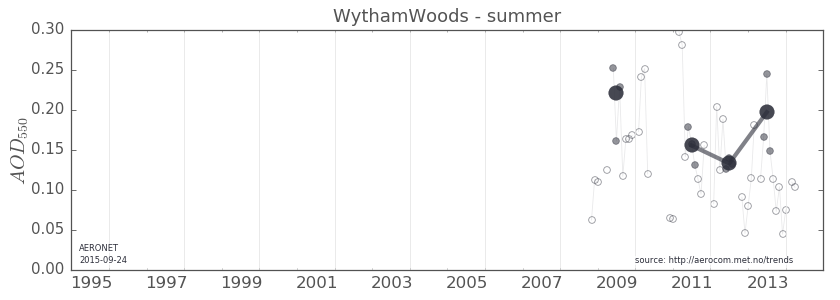 WythamWoods - summer
0.30
0.25
0.20
0.15
0.10
0.05
0.00
AOD550
AERONET
2015-09-24
source: http://aerocom.met.no/trends
1995 1997 1999 2001 2003 2005 2007 2009 2011 2013